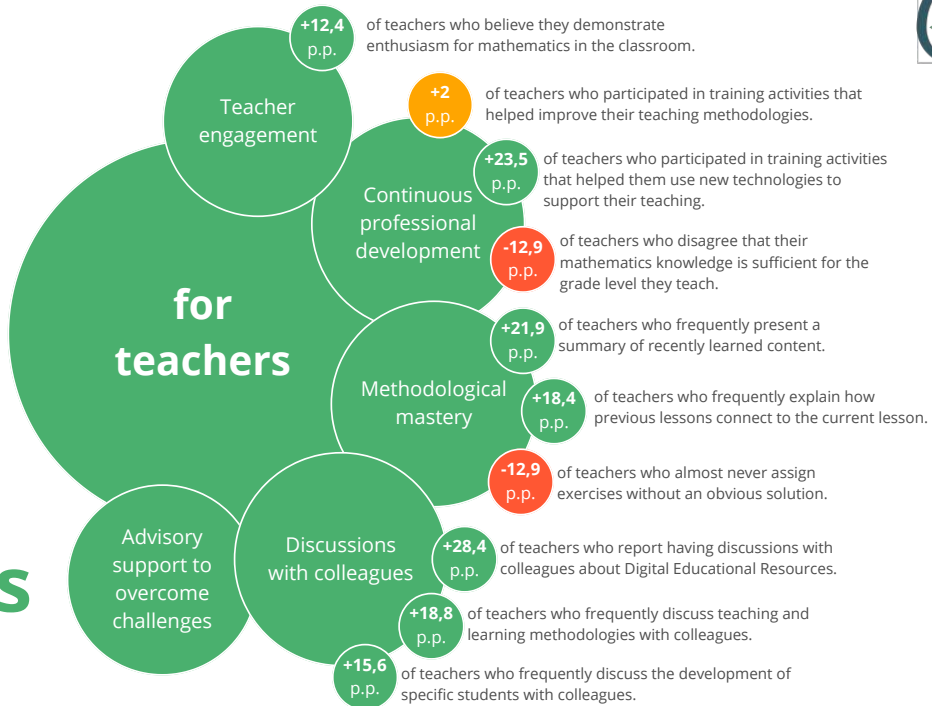 +12,4
p.p.
of teachers who believe they demonstrate
enthusiasm for mathematics in the classroom.
Teacher
engagement
+2
p.p.
of teachers who participated in training activities that
helped improve their teaching methodologies.
+23,5
p.p.
of teachers who participated in training activities
that helped them use new technologies to
support their teaching.
Continuous
professional
development
-12,9
p.p.
of teachers who disagree that their
mathematics knowledge is sufficient for the
grade level they teach.
for
teachers
+21,9
p.p.
of teachers who frequently present a
summary of recently learned content.
Methodological
mastery
+18,4
p.p.
of teachers who frequently explain how
previous lessons connect to the current lesson.
-12,9
p.p.
of teachers who almost never assign
exercises without an obvious solution.
Advisory
support to
overcome
challenges
Discussions
with colleagues
+28,4
p.p.
of teachers who report having discussions with
colleagues about Digital Educational Resources.
s
+18,8
p.p.
of teachers who frequently discuss teaching and
learning methodologies with colleagues.
+15,6
p.p.
of teachers who frequently discuss the development of
specific students with colleagues.